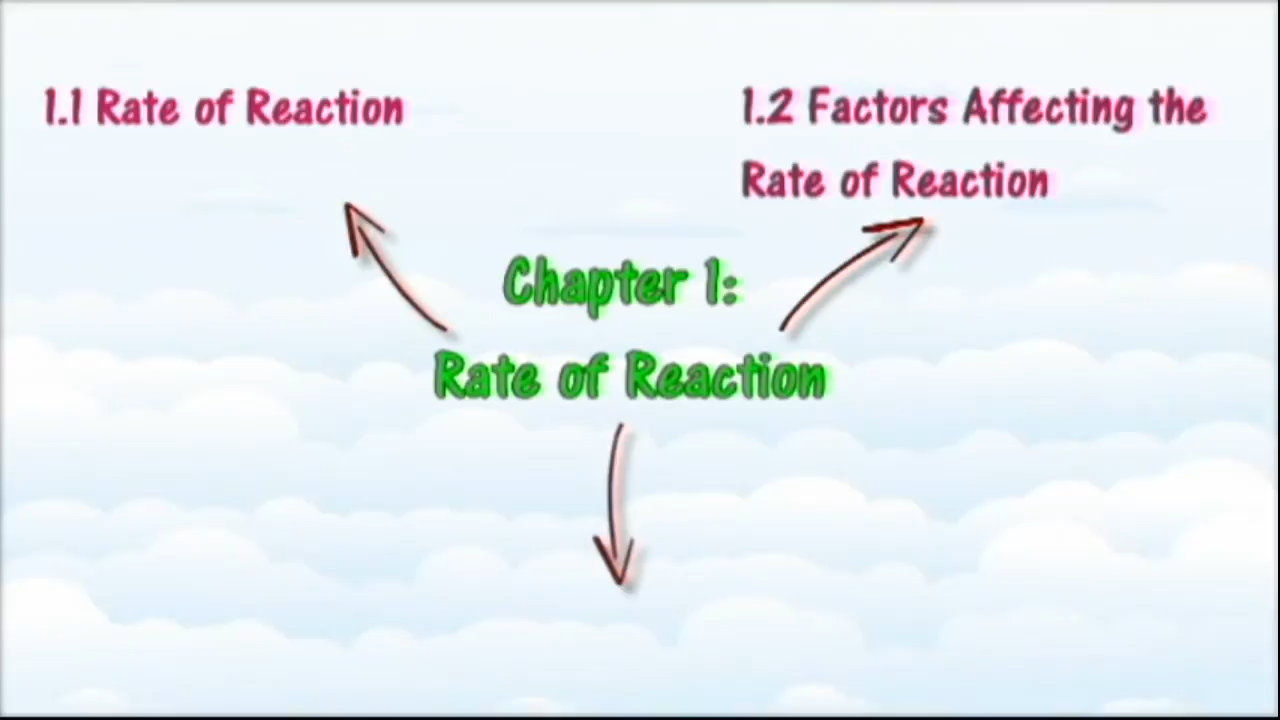 1.1 Rate of Reaction
1.2 Factors Affecting the
Rate of Reaction
Chapter 1:
Rate of Reaction